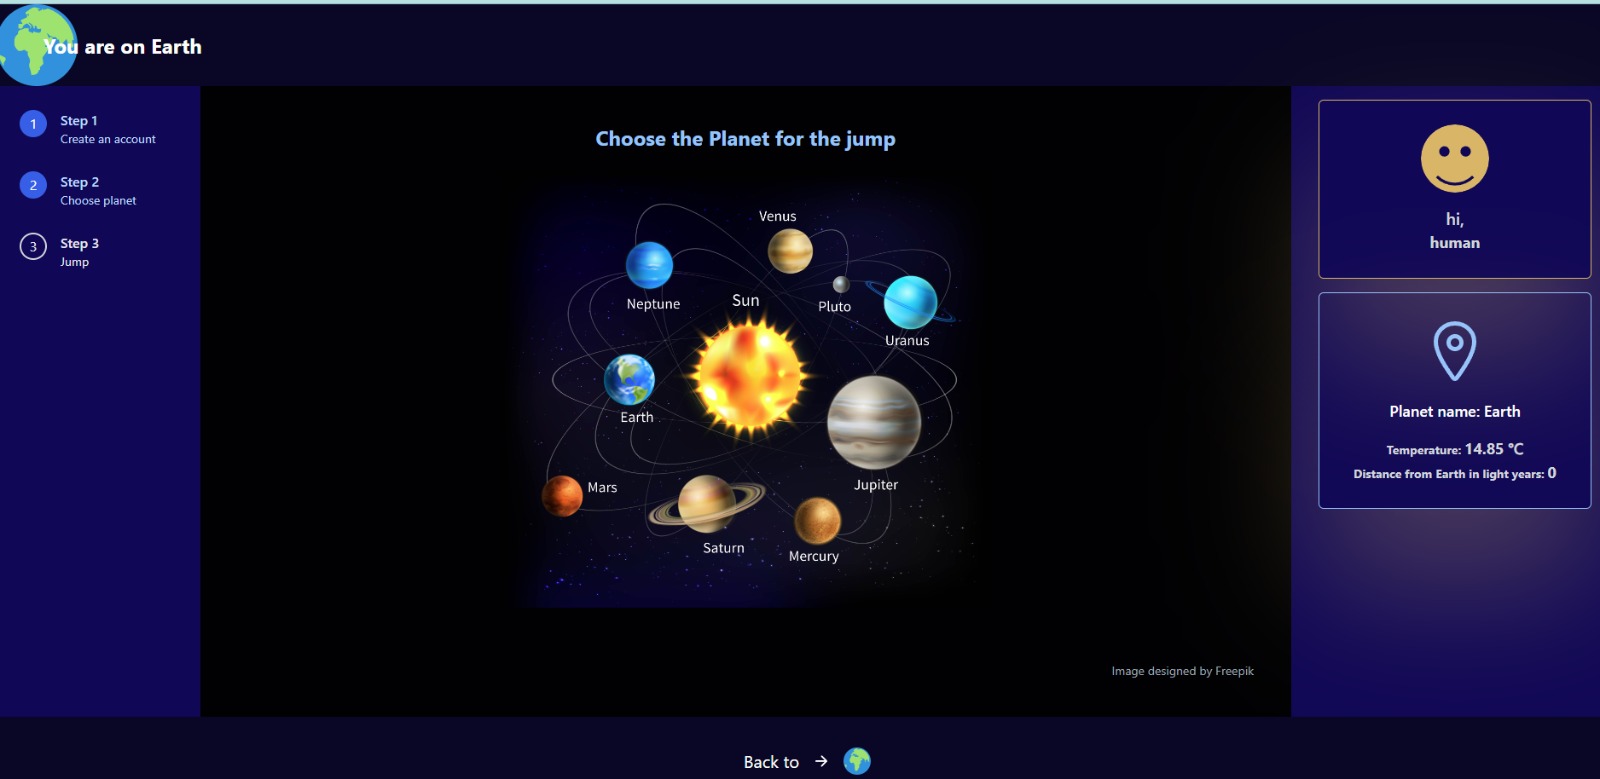 You are on Earth
1
Step 1
Create an account
2
Step 2
Choose planet
3
Step 3
Jump
Choose the Planet for the jump
Venus
Neptune
Sun
Pluto
Uranus
Earth
Mars
Jupiter
Saturn
Mercury
Image designed by Freepik
hi,
human
Planet name: Earth
Temperature: 14.85 °C
Distance from Earth in light years: 0
Back to →